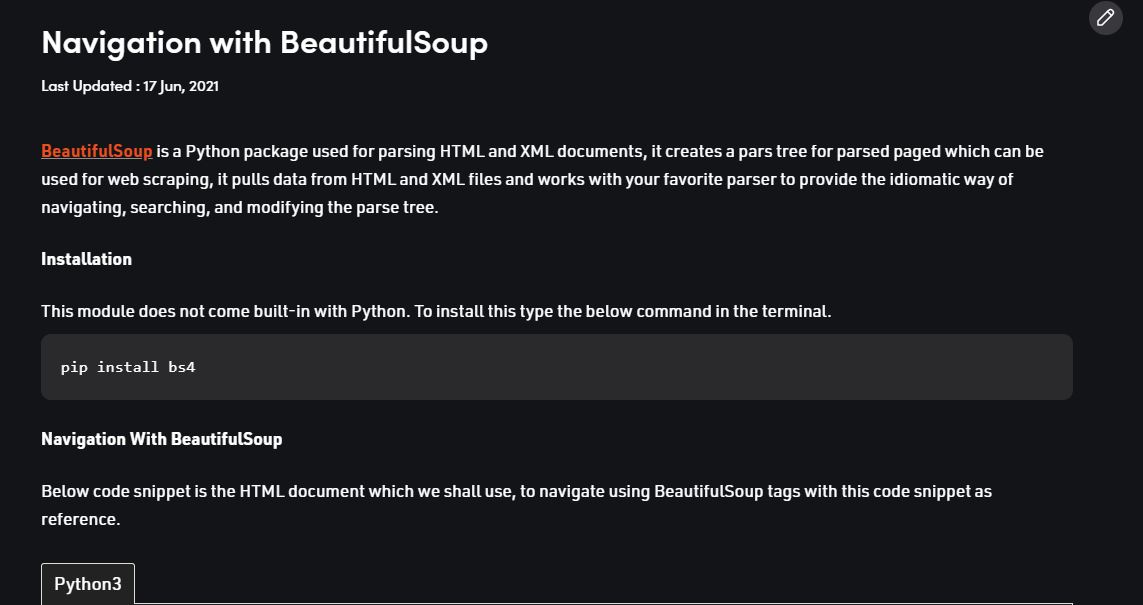 Navigation with BeautifulSoup
Last Updated : 17 Jun, 2021
BeautifulSoup is a Python package used for parsing HTML and XML documents, it creates a pars tree for parsed paged which can be
used for web scraping, it pulls data from HTML and XML files and works with your favorite parser to provide the idiomatic way of
navigating, searching, and modifying the parse tree.
Installation
This module does not come built-in with Python. To install this type the below command in the terminal.
pip install bs4
Navigation With BeautifulSoup
Below code snippet is the HTML document which we shall use, to navigate using BeautifulSoup tags with this code snippet as
reference.
Python3